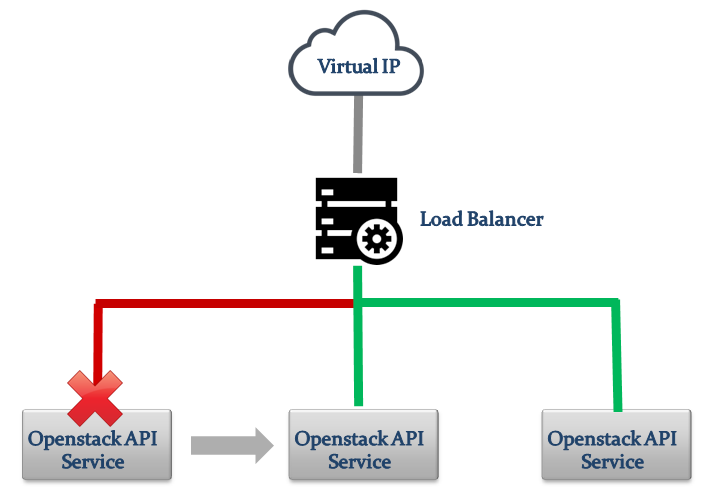 Virtual IP
Load Balancer
Openstack API
Service
Openstack API
Service
Openstack API
Service